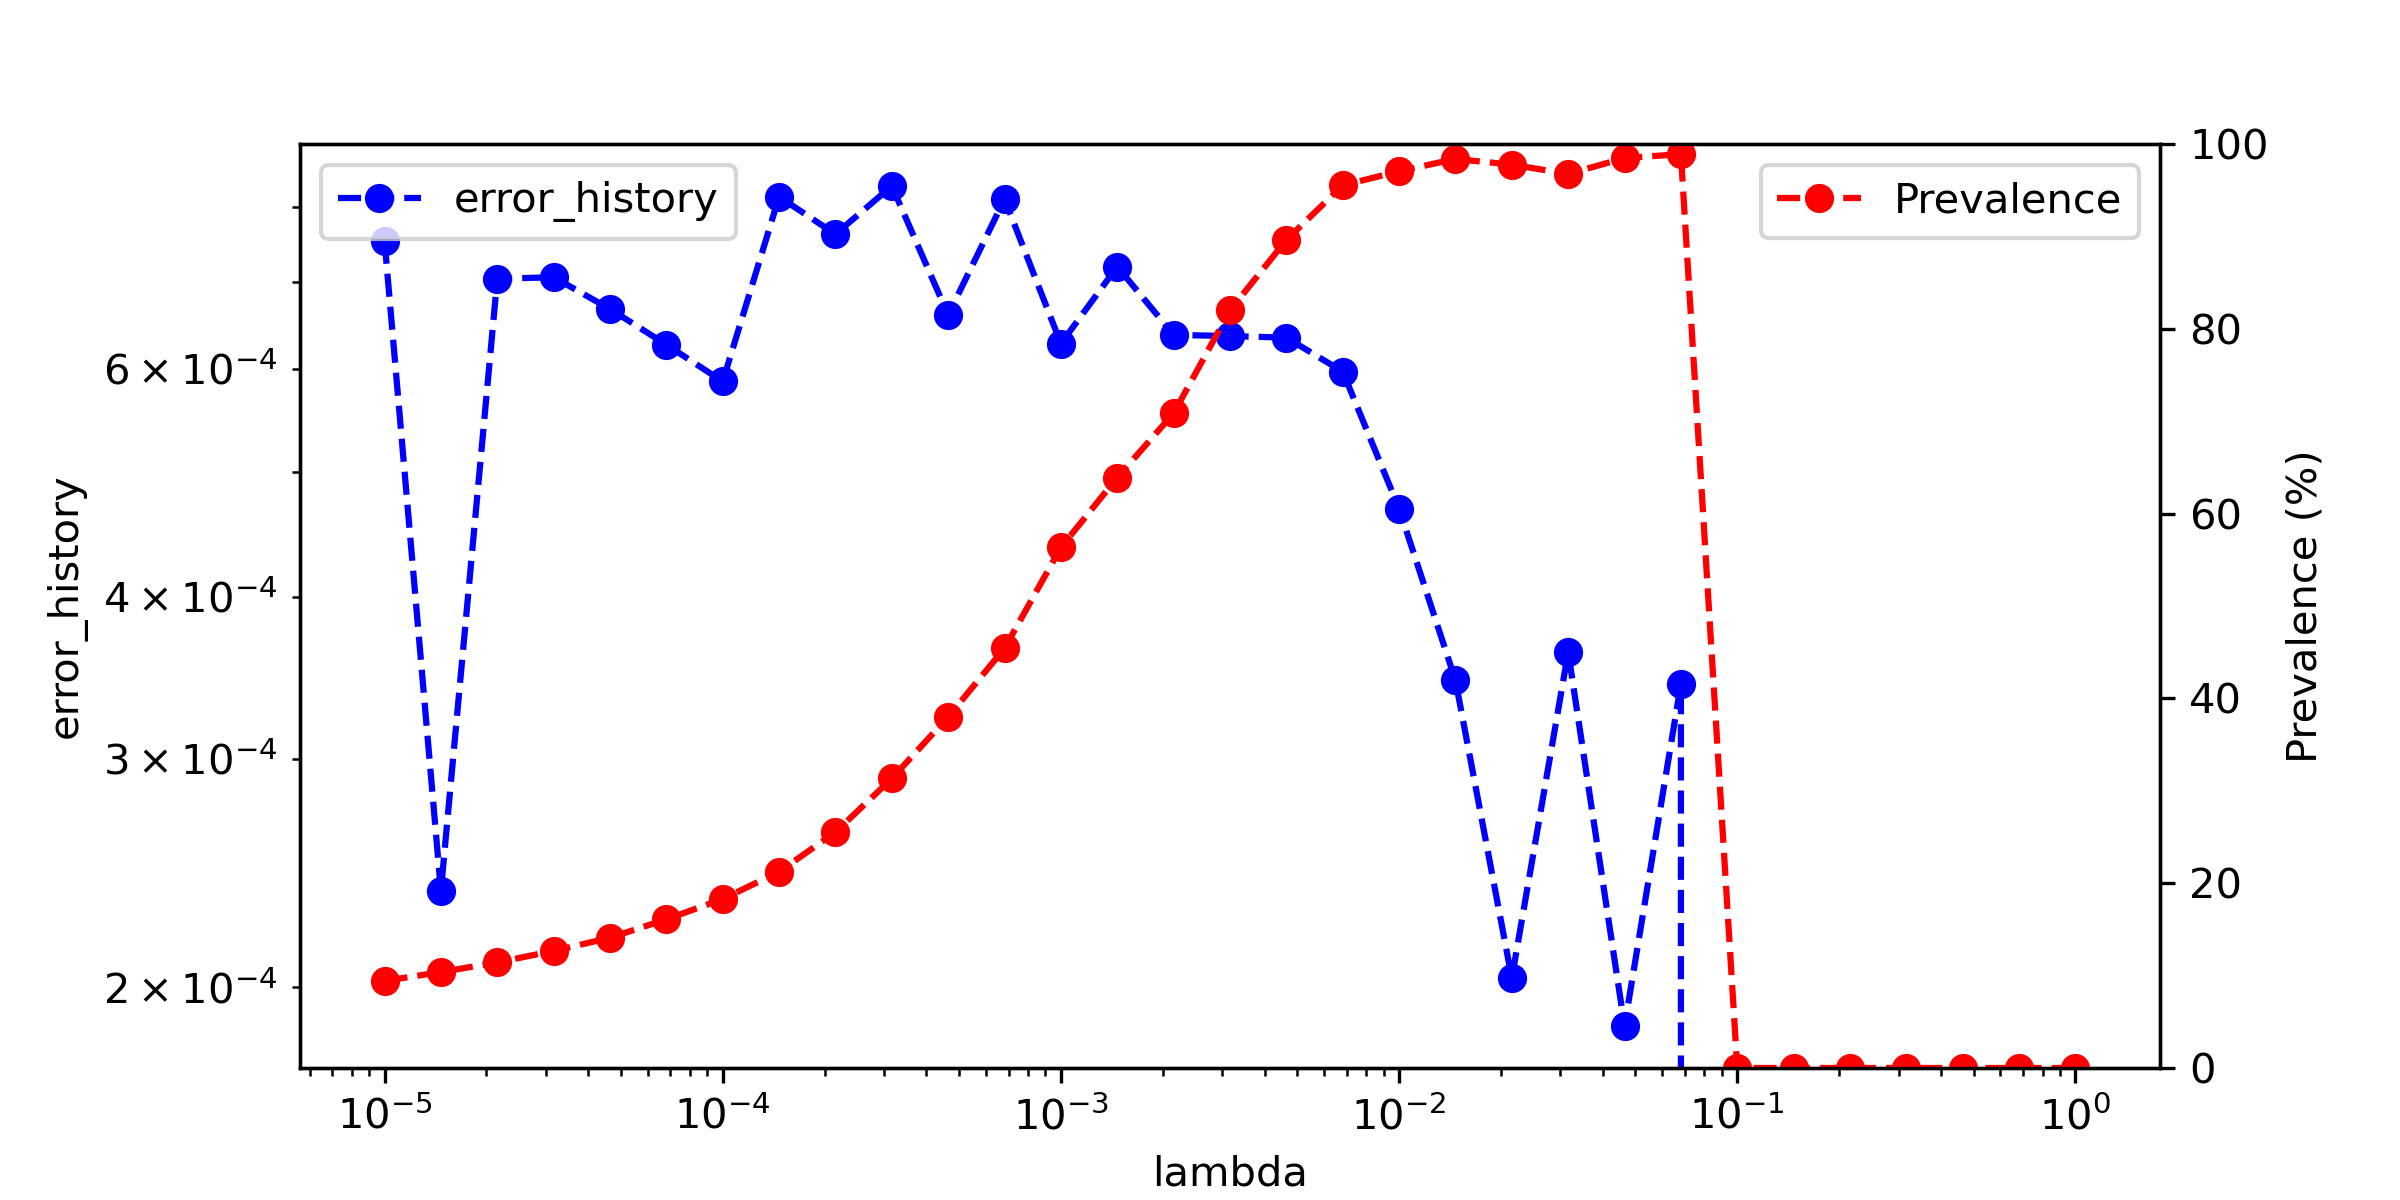 error_history
Prevalence
error_history
6 × 10⁻⁴
4 × 10⁻⁴
3 × 10⁻⁴
2 × 10⁻⁴
100
80
60
40
20
0
Prevalence (%)
10⁻⁵ 10⁻⁴ 10⁻³ 10⁻² 10⁻¹ 10⁰
lambda